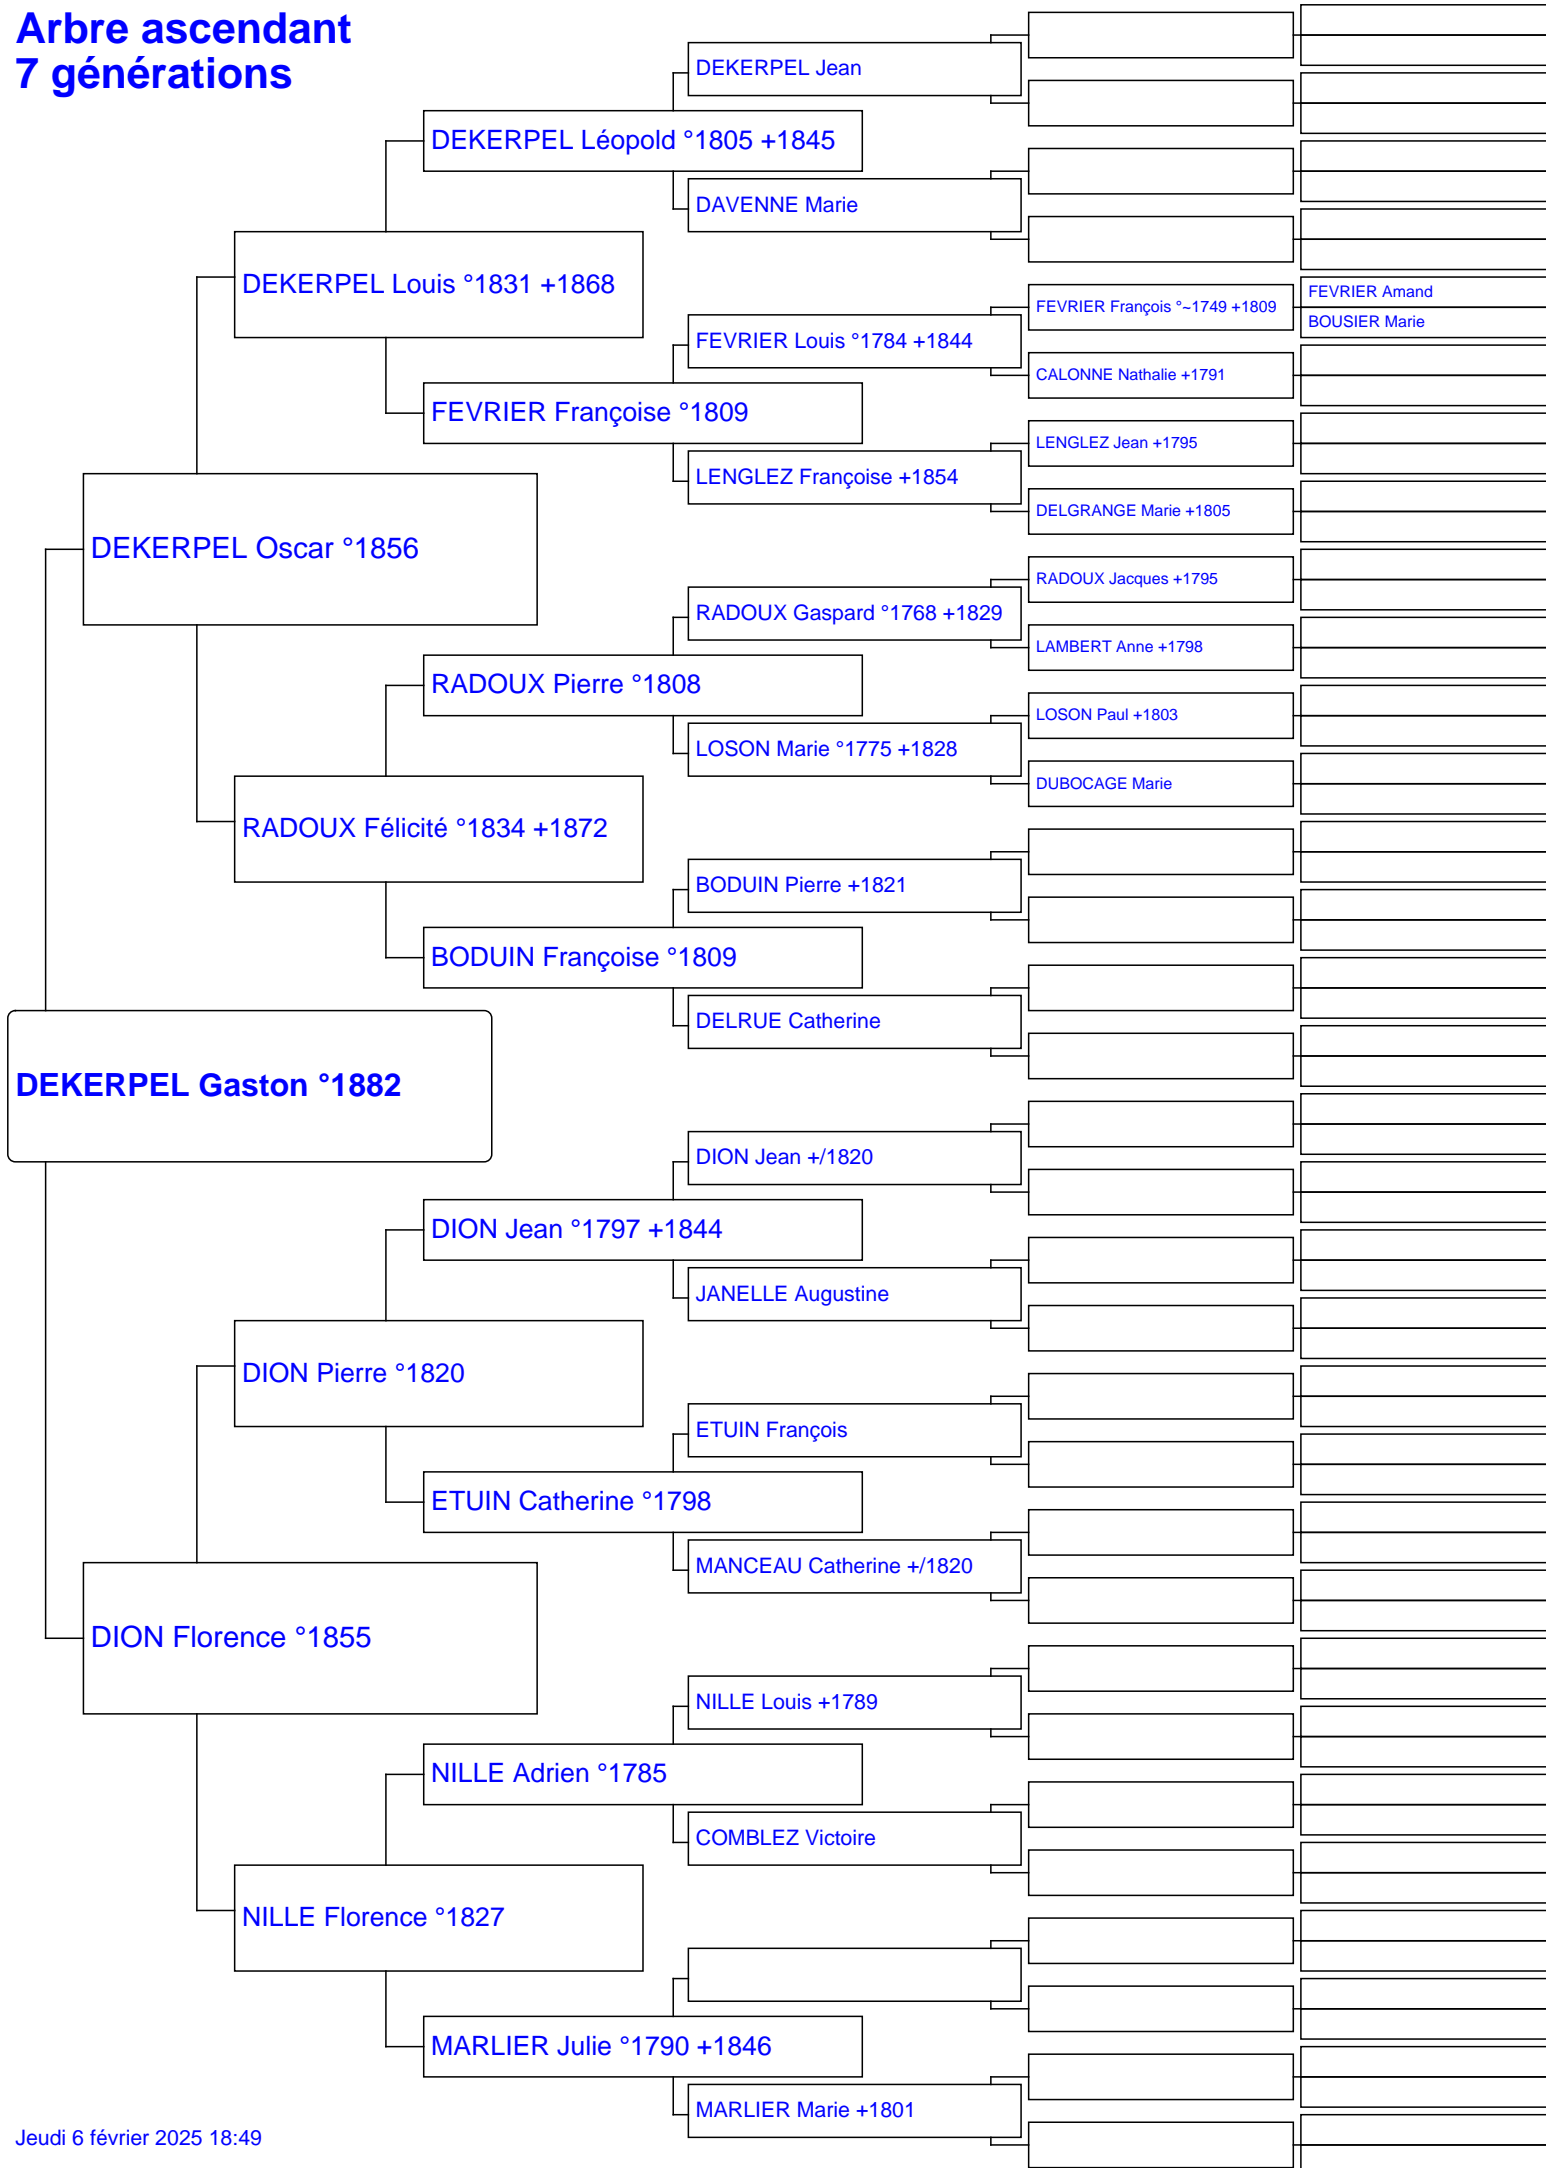 Arbre ascendant
7 générations
DEKERPEL Jean
DEKERPEL Léopold °1805 +1845
DAVENNE Marie
DEKERPEL Louis °1831 +1868
FEVRIER Amand
FEVRIER François °~1749 +1809
BOUSIER Marie
FEVRIER Louis °1784 +1844
CALONNE Nathalie +1791
FEVRIER Françoise °1809
LENGLEZ Jean +1795
LENGLEZ Françoise +1854
DELGRANGE Marie +1805
DEKERPEL Oscar °1856
RADOUX Jacques +1795
RADOUX Gaspard °1768 +1829
LAMBERT Anne +1798
RADOUX Pierre °1808
LOSON Paul +1803
LOSON Marie °1775 +1828
DUBOCAGE Marie
RADOUX Félicité °1834 +1872
BODUIN Pierre +1821
BODUIN Françoise °1809
DELRUE Catherine
DEKERPEL Gaston °1882
DION Jean +/1820
DION Jean °1797 +1844
JANELLE Augustine
DION Pierre °1820
ETUIN François
ETUIN Catherine °1798
MANCEAU Catherine +/1820
DION Florence °1855
NILLE Louis +1789
NILLE Adrien °1785
COMBLEZ Victoire
NILLE Florence °1827
MARLIER Julie °1790 +1846
MARLIER Marie +1801
Jeudi 6 février 2025 18:49